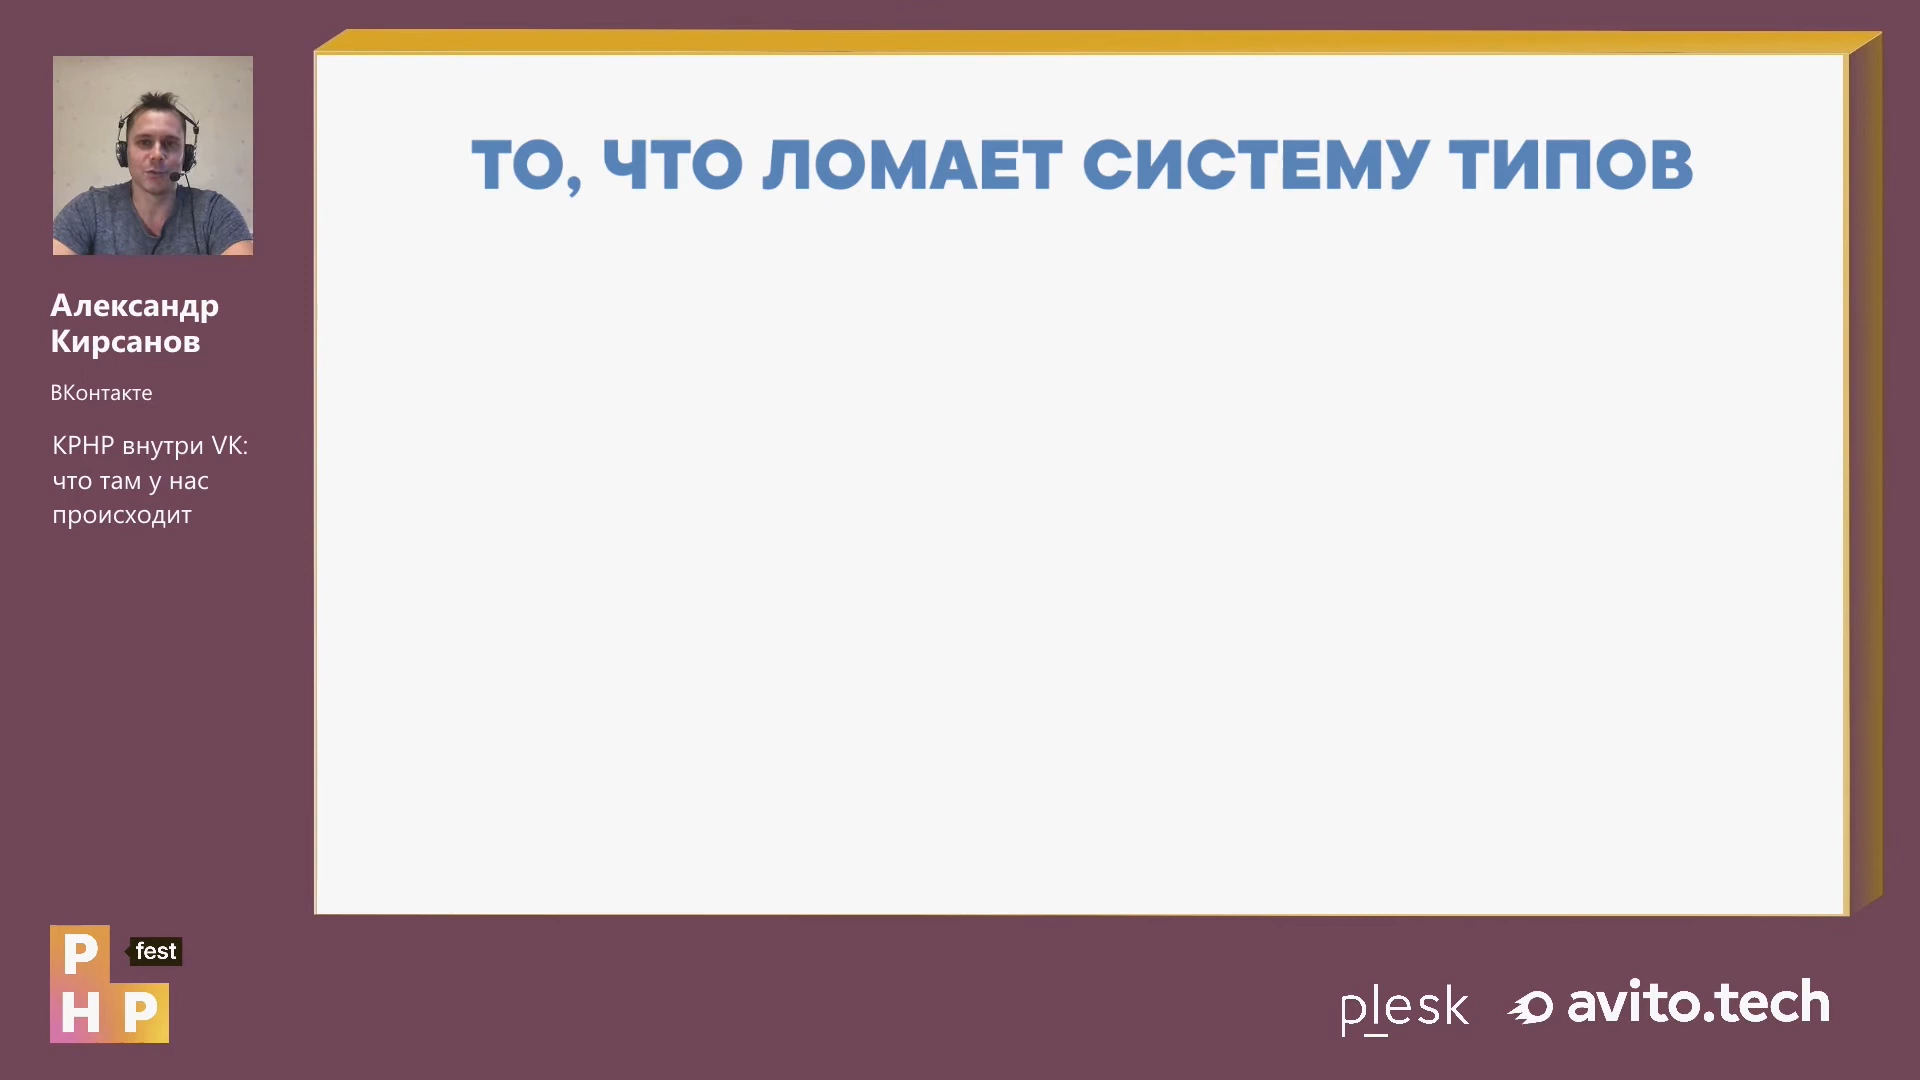 ТО, ЧТО ЛОМАЕТ СИСТЕМУ ТИПОВ
Александр
Кирсанов
ВКонтакте
KPHP внутри VK:
что там у нас
происходит
P
fest
HP
plesk
avito.tech